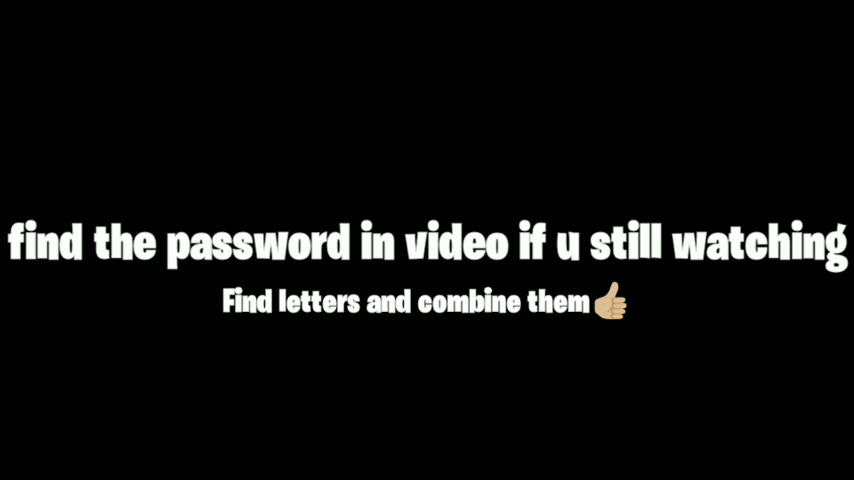 find the password in video if u still watching
Find letters and combine them👍🏼